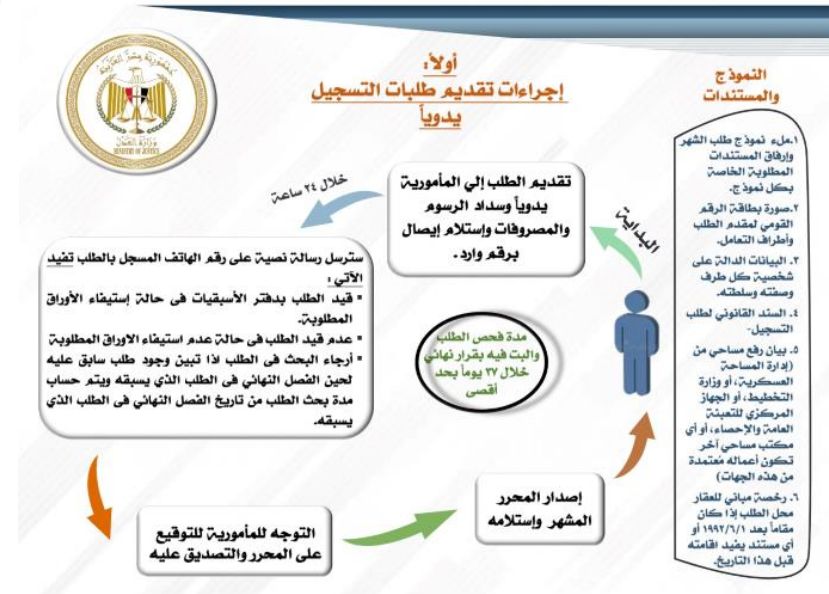 أولاً:
إجراءات تقديم طلبات التسجيل
يدوياً
جمهورية مصر العربية
وزارة العدل
MINISTRY OF JUSTICE
النموذج
والمستندات
١.ملء نموذج طلب الشهر
وإرفاق المستندات
المطلوبة الخاصة
بكل نموذج.
٢.صورة بطاقة الرقم
القومي لمقدم الطلب
وأطراف التعامل.
٣. البيانات الدالة على
شخصية كل طرف
وصفته وسلطته.
٤. السند القانوني لطلب
التسجيل-
٥. بيان رفع مساحي من
(إدارة المساحة
العسكرية، أو وزارة
التخطيط، أو الجهاز
المركزي للتعبئة
العامة والإحصاء، أو أي
مكتب مساحي آخر
تكون أعماله مُعتمدة
من هذه الجهات)
٦. رخصة مباني للعقار
محل الطلب إذا كان
مقاماً بعد ١٩٩٢/٦/١ أو
أي مستند يفيد اقامته
قبل هذا التاريخ.
البداية
تقديم الطلب إلي المأمورية
يدوياً وسداد الرسوم
والمصروفات وإستلام إيصال
برقم وارد.
خلال ٢٤ ساعة
سترسل رسالة نصية على رقم الهاتف المسجل بالطلب تفيد
الآتي :
▪ قيد الطلب بدفتر الأسبقيات فى حالة إستيفاء الأوراق
المطلوبة.
▪ عدم قيد الطلب فى حالة عدم استيفاء الاوراق المطلوبة
▪ أرجاء البحث فى الطلب اذا تبين وجود طلب سابق عليه
لحين الفصل النهائي فى الطلب الذي يسبقه ويتم حساب
مدة بحث الطلب من تاريخ الفصل النهائي فى الطلب الذي
يسبقه.
مدة فحص الطلب
والبت فيه بقرار نهائي
خلال ٣٧ يوماً بحد
أقصى
التوجه للمأمورية للتوقيع
على المحرر والتصديق عليه
إصدار المحرر
المشهر وإستلامه